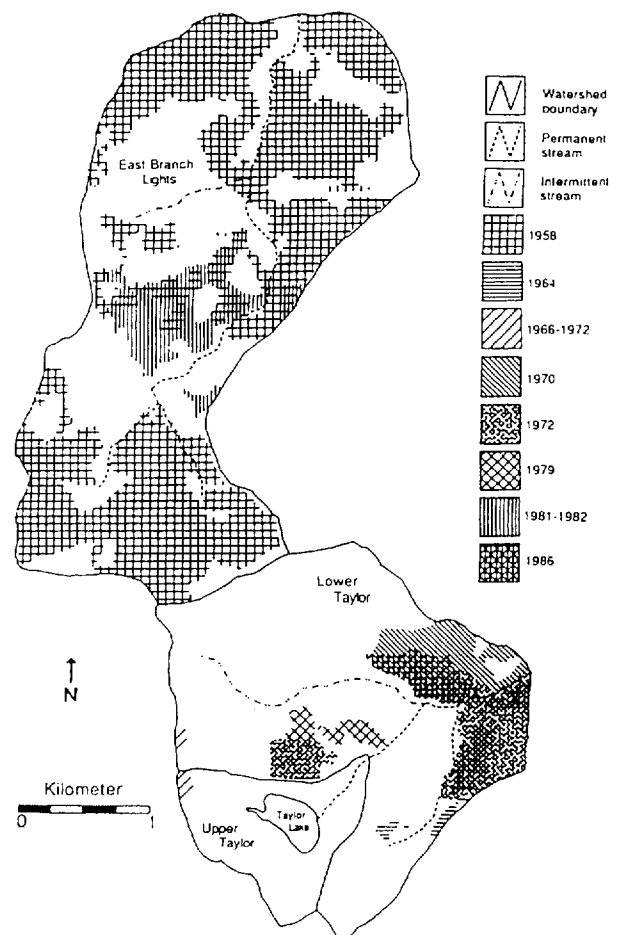 Watershed
boundary
Permanent
stream
Intermittent
stream
East Branch
Lights
1958
1964
1966-1972
1970
1972
1979
1981-1982
1986
Lower
Taylor
N
Kilometer
0 1
Taylor
Lake
Upper
Taylor